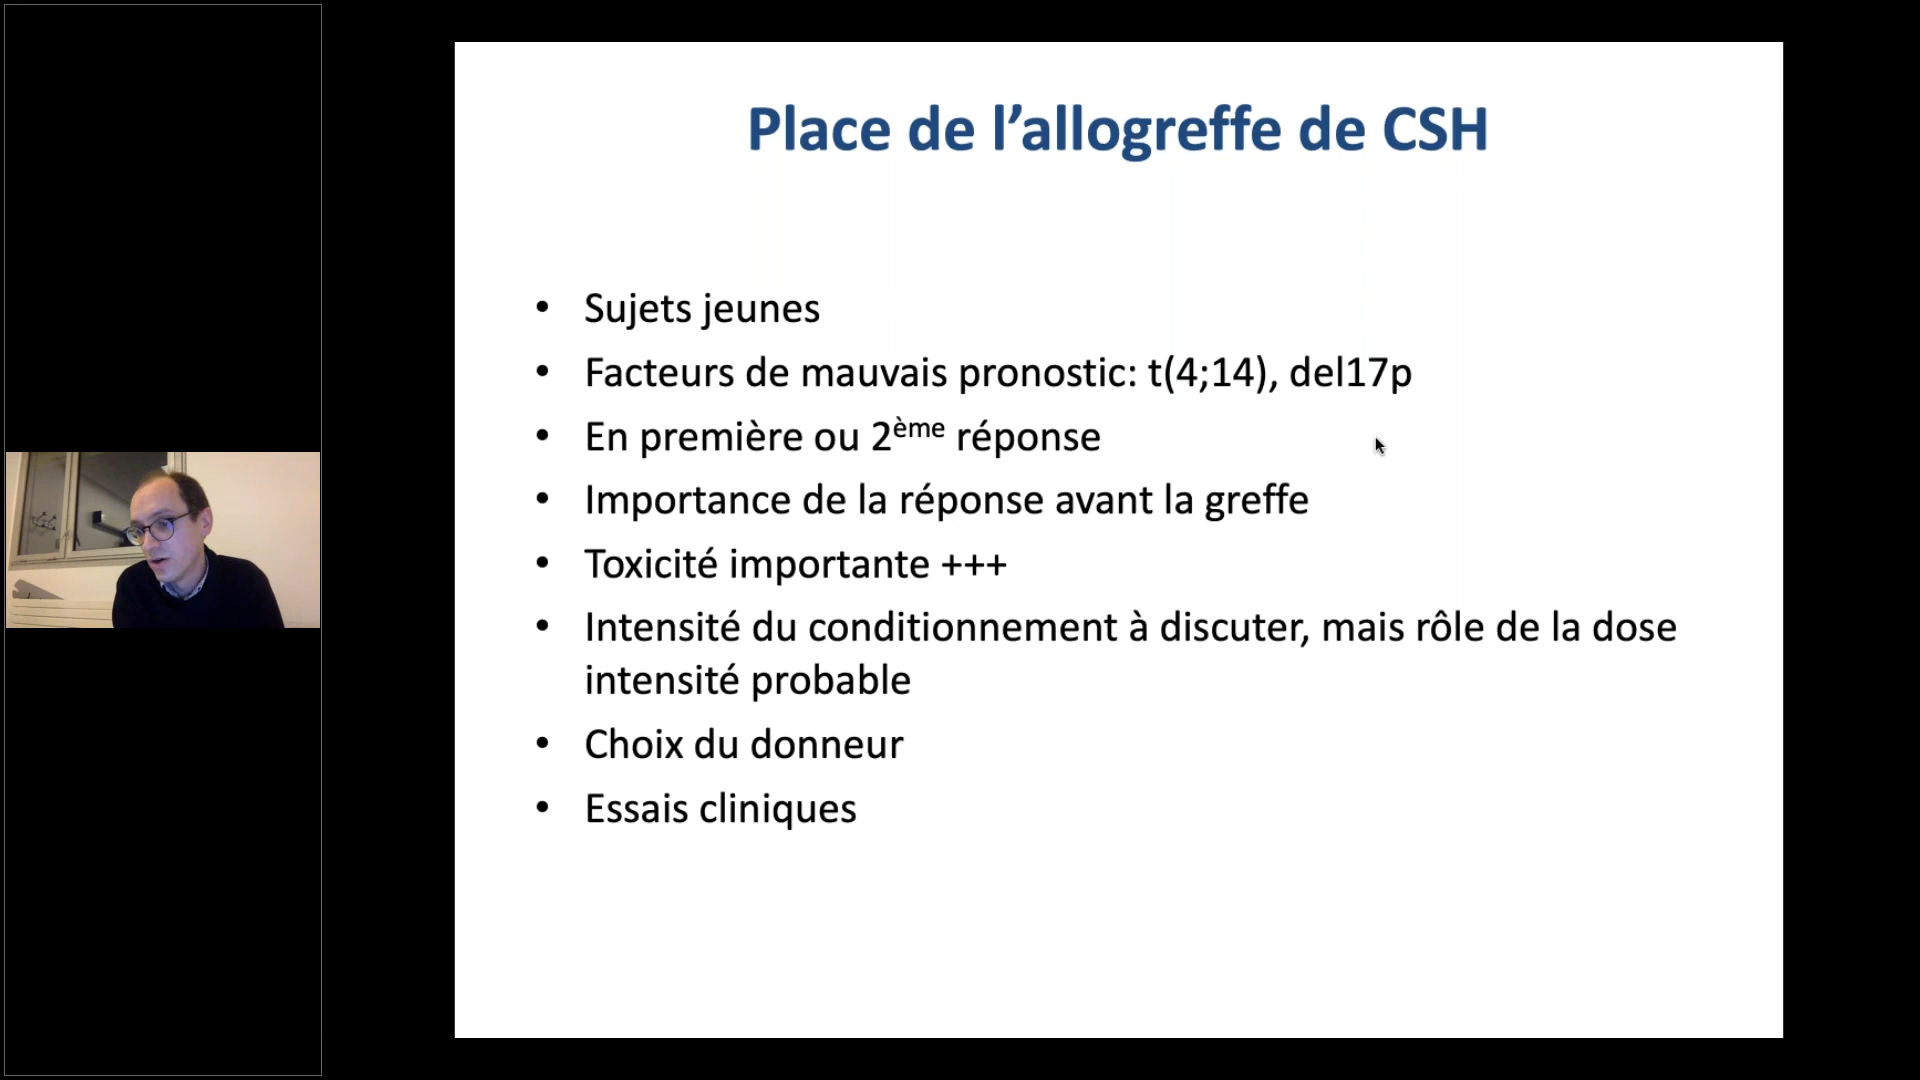 Place de l’allogreffe de CSH
• Sujets jeunes
• Facteurs de mauvais pronostic: t(4;14), del17p
• En première ou 2ème réponse
• Importance de la réponse avant la greffe
• Toxicité importante +++
• Intensité du conditionnement à discuter, mais rôle de la dose
intensité probable
• Choix du donneur
• Essais cliniques